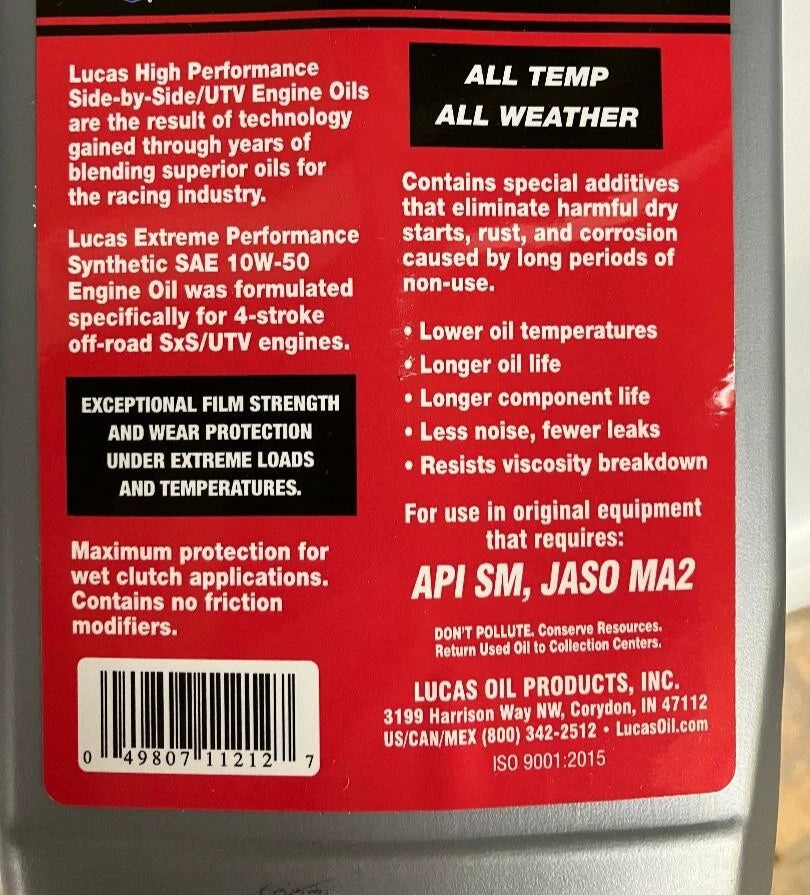 Lucas High Performance
Side-by-Side/UTV Engine Oils
are the result of technology
gained through years of
blending superior oils for
the racing industry.
Lucas Extreme Performance
Synthetic SAE 10W-50
Engine Oil was formulated
specifically for 4-stroke
off-road SxS/UTV engines.
EXCEPTIONAL FILM STRENGTH
AND WEAR PROTECTION
UNDER EXTREME LOADS
AND TEMPERATURES.
Maximum protection for
wet clutch applications.
Contains no friction
modifiers.
0 49807 11212 7
ALL TEMP
ALL WEATHER
Contains special additives
that eliminate harmful dry
starts, rust, and corrosion
caused by long periods of
non-use.
• Lower oil temperatures
• Longer oil life
• Longer component life
• Less noise, fewer leaks
• Resists viscosity breakdown
For use in original equipment
that requires:
API SM, JASO MA2
DON'T POLLUTE. Conserve Resources.
Return Used Oil to Collection Centers.
LUCAS OIL PRODUCTS, INC.
3199 Harrison Way NW, Corydon, IN 47112
US/CAN/MEX (800) 342-2512 • LucasOil.com
ISO 9001:2015